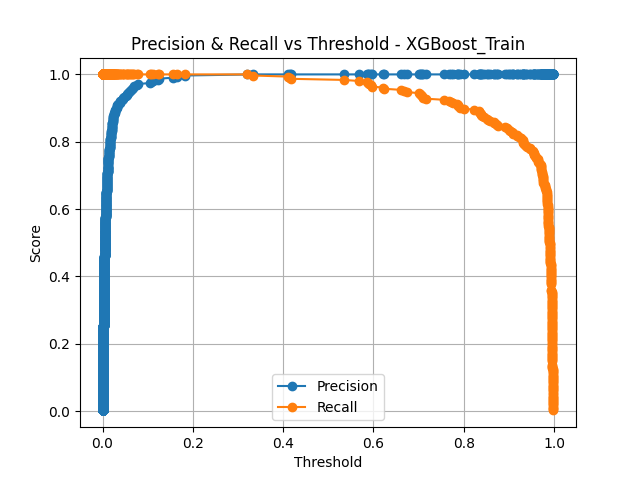 Precision & Recall vs Threshold - XGBoost_Train
1.0
0.8
0.6
0.4
0.2
0.0
Score
Precision
Recall
0.0 0.2 0.4 0.6 0.8 1.0
Threshold